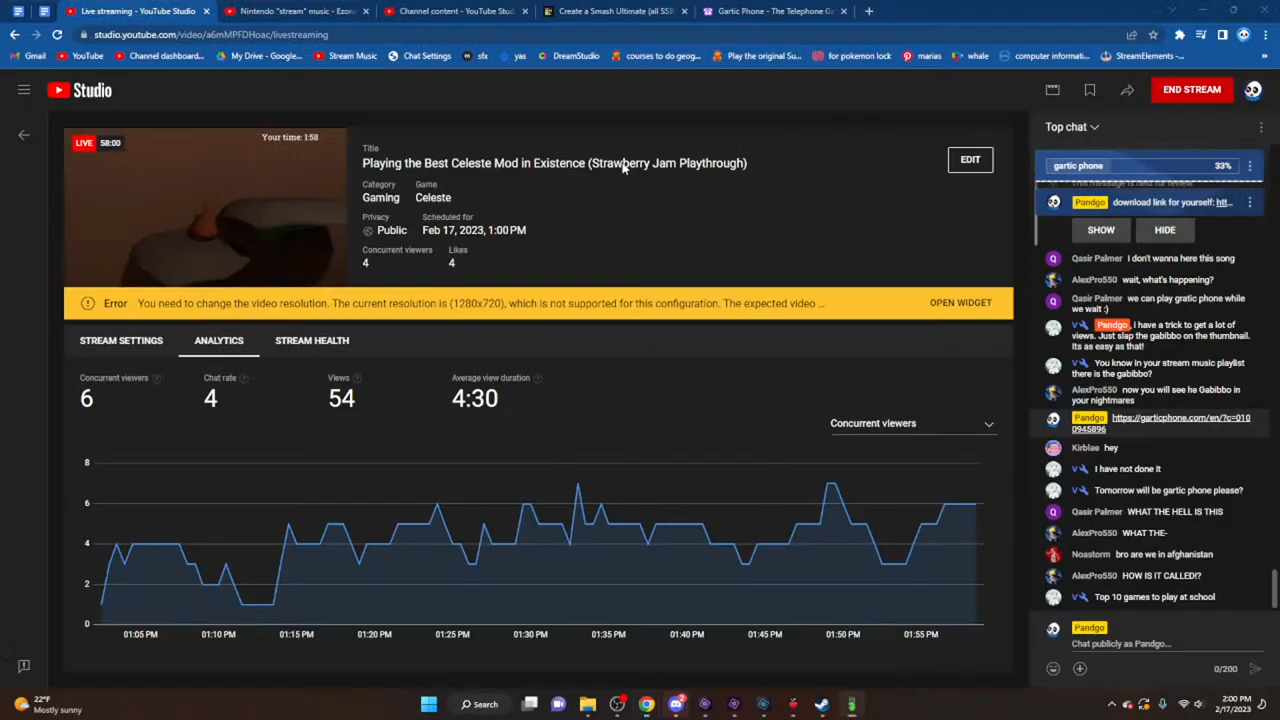 Live streaming - YouTube Studio
Nintendo "stream" music - Ezon
Channel content - YouTube Stud
Create a Smash Ultimate (all SSB
Gartic Phone - The Telephone Ga
studio.youtube.com/video/a6mMPFDHoac/livestreaming
Gmail YouTube Channel dashboard... My Drive - Google... Stream Music Chat Settings sfx yas DreamStudio courses to do geog... Play the original Su... for pokemon lock marias whale computer informati... StreamElements -...
Studio
END STREAM
LIVE 58:00
Your time: 1:58
Title
Playing the Best Celeste Mod in Existence (Strawberry Jam Playthrough)
EDIT
Category Game
Gaming Celeste
Privacy Scheduled for
Public Feb 17, 2023, 1:00 PM
Concurrent viewers Likes
4 4
Error You need to change the video resolution. The current resolution is (1280x720), which is not supported for this configuration. The expected video ...
OPEN WIDGET
STREAM SETTINGS ANALYTICS STREAM HEALTH
Concurrent viewers Chat rate Views Average view duration
6 4 54 4:30
Concurrent viewers
8
6
4
2
0
01:05 PM 01:10 PM 01:15 PM 01:20 PM 01:25 PM 01:30 PM 01:35 PM 01:40 PM 01:45 PM 01:50 PM 01:55 PM
Top chat
gartic phone 33%
This message is held for review.
Pandgo download link for yourself: htt...
SHOW HIDE
Qasir Palmer I don't wanna here this song
AlexPro550 wait, what's happening?
Qasir Palmer we can play gratic phone while
we wait :)
V Pandgo, I have a trick to get a lot of
views. Just slap the gabibbo on the thumbnail.
Its as easy as that!
V You know in your stream music playlist
there is the gabibbo?
AlexPro550 now you will he Gabibbo in
your nightmares
Pandgo https://garticphone.com/en/?c=010
0945896
Kirblae hey
V I have not done it
V Tomorrow will be gartic phone please?
Qasir Palmer WHAT THE HELL IS THIS
AlexPro550 WHAT THE-
Noastorm bro are we in afghanistan
AlexPro550 HOW IS IT CALLED!?
V Top 10 games to play at school
Pandgo
Chat publicly as Pandgo...
0/200
22°F
Mostly sunny
Search
2
2:00 PM
2/17/2023